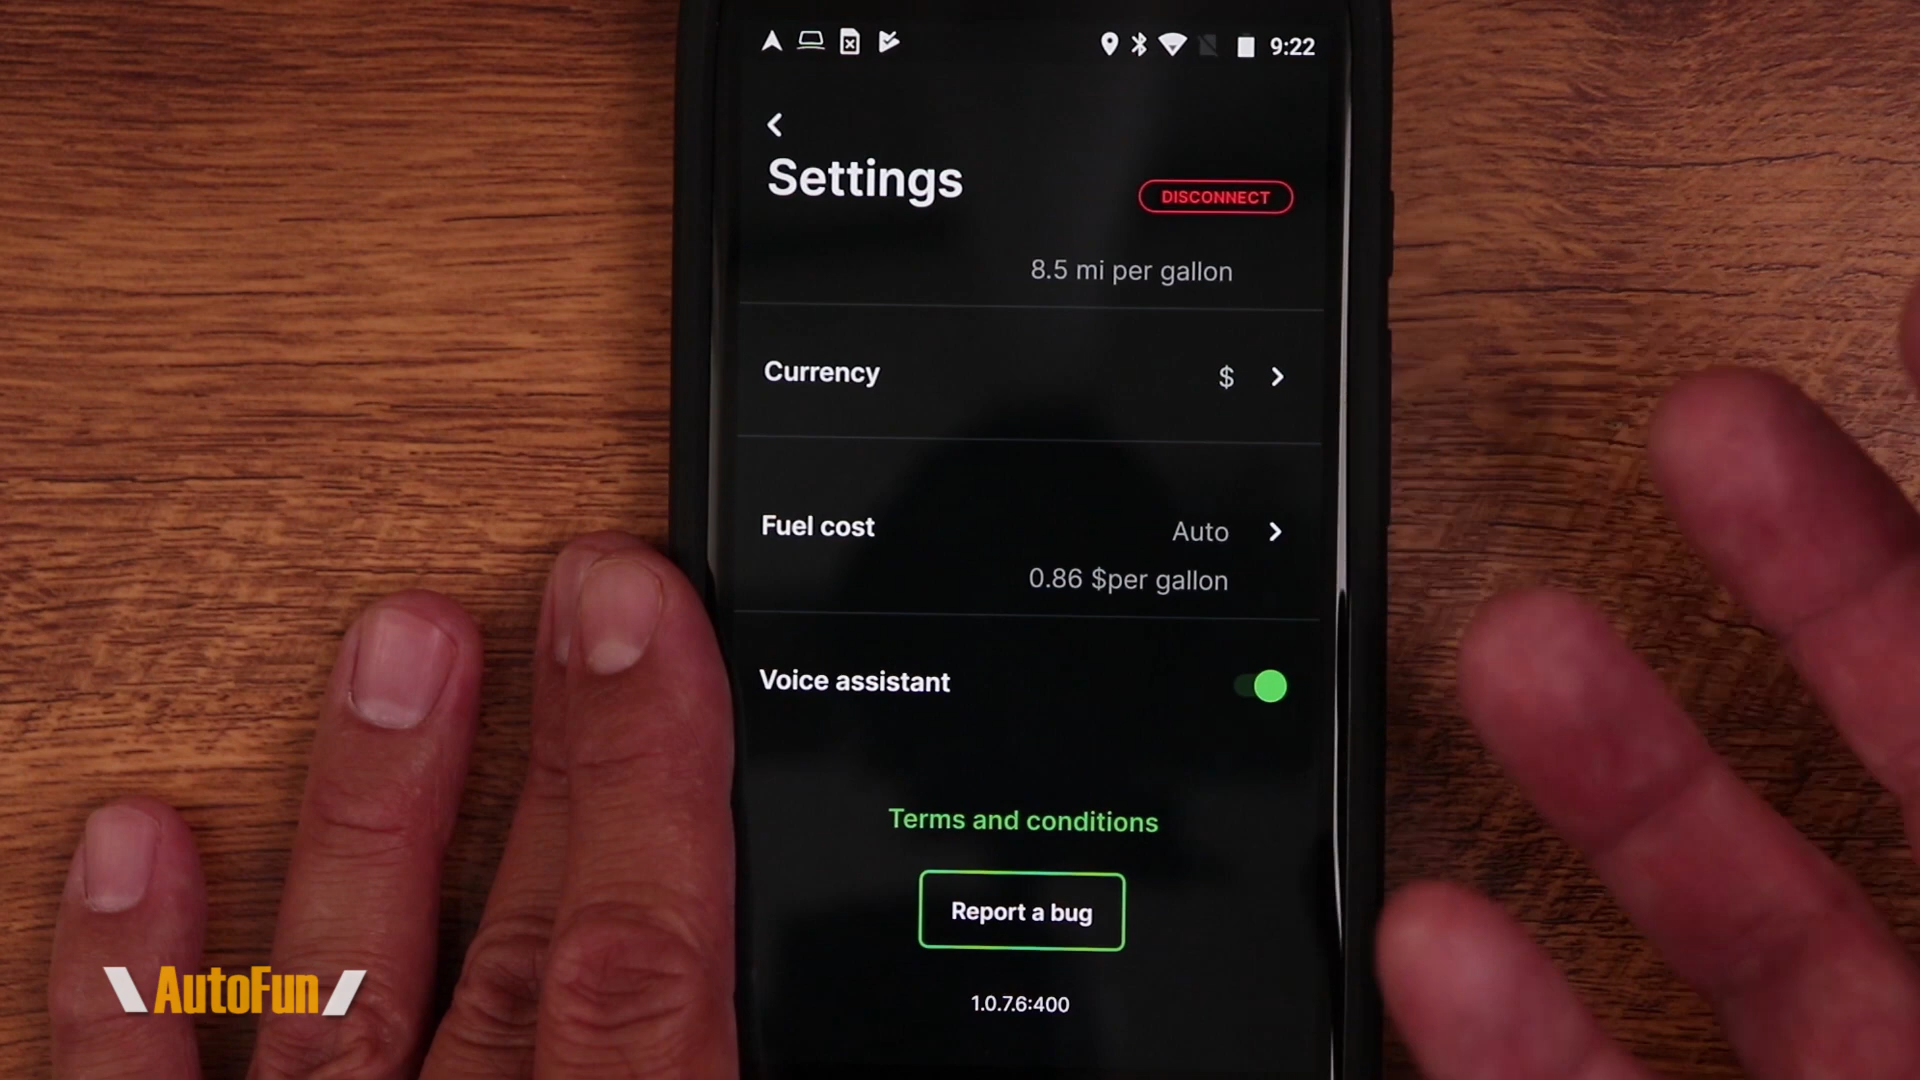 9:22
Settings
DISCONNECT
8.5 mi per gallon
Currency
$
Fuel cost
Auto
0.86 $per gallon
Voice assistant
Terms and conditions
Report a bug
1.0.7.6:400
AutoFun